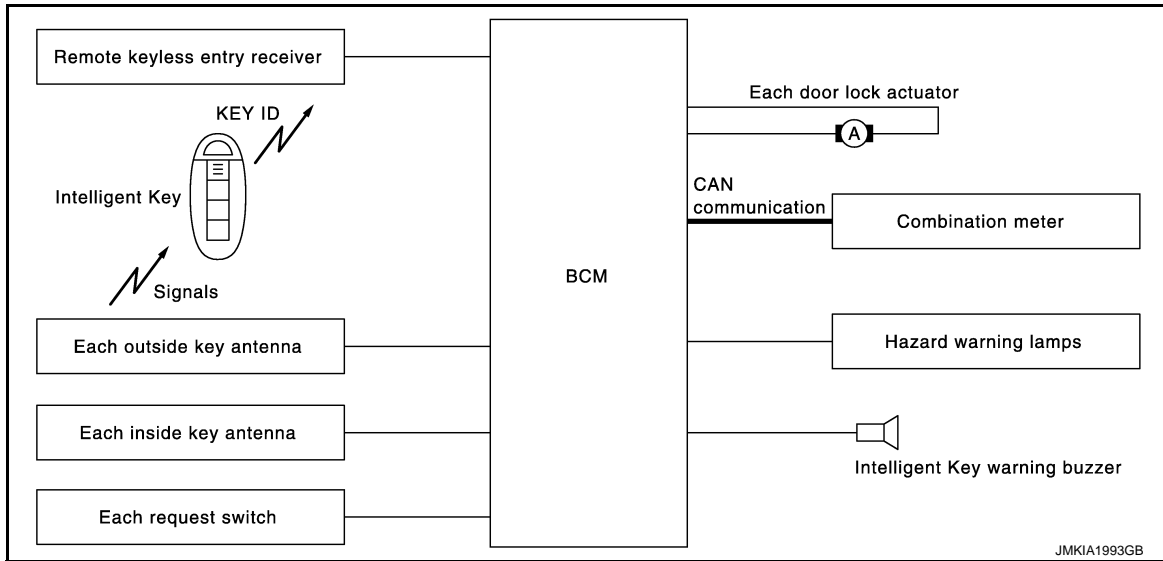 Remote keyless entry receiver
KEY ID
Intelligent Key
Signals
Each outside key antenna
Each inside key antenna
Each request switch
BCM
Each door lock actuator
A
CAN
communication
Combination meter
Hazard warning lamps
Intelligent Key warning buzzer
JMKIA1993GB